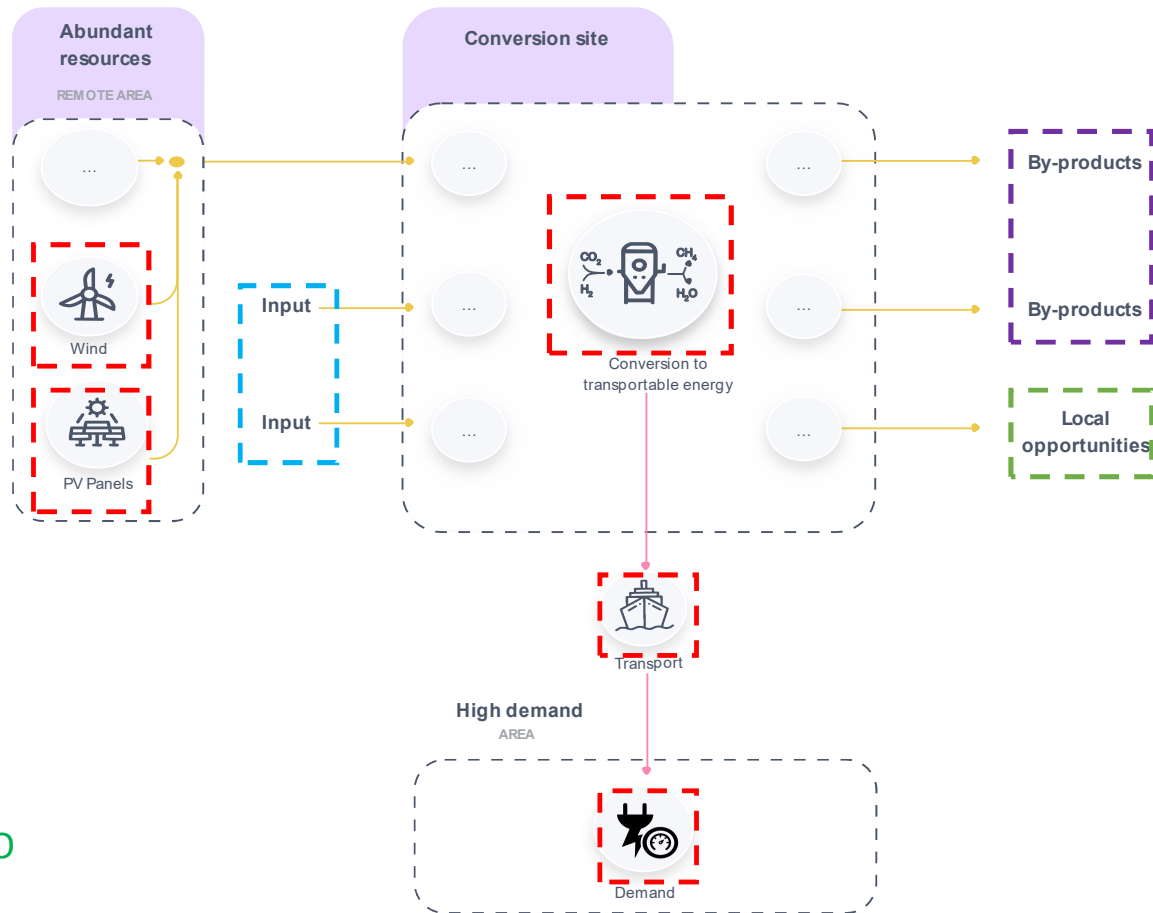 Abundant
resources
REMOTE AREA
Conversion site
...
...
...
By-products
CO2
H2
CH4
H2O
Wind
Input
...
...
By-products
Conversion to
transportable energy
PV Panels
Input
...
...
Local
opportunities
Transport
High demand
AREA
Demand